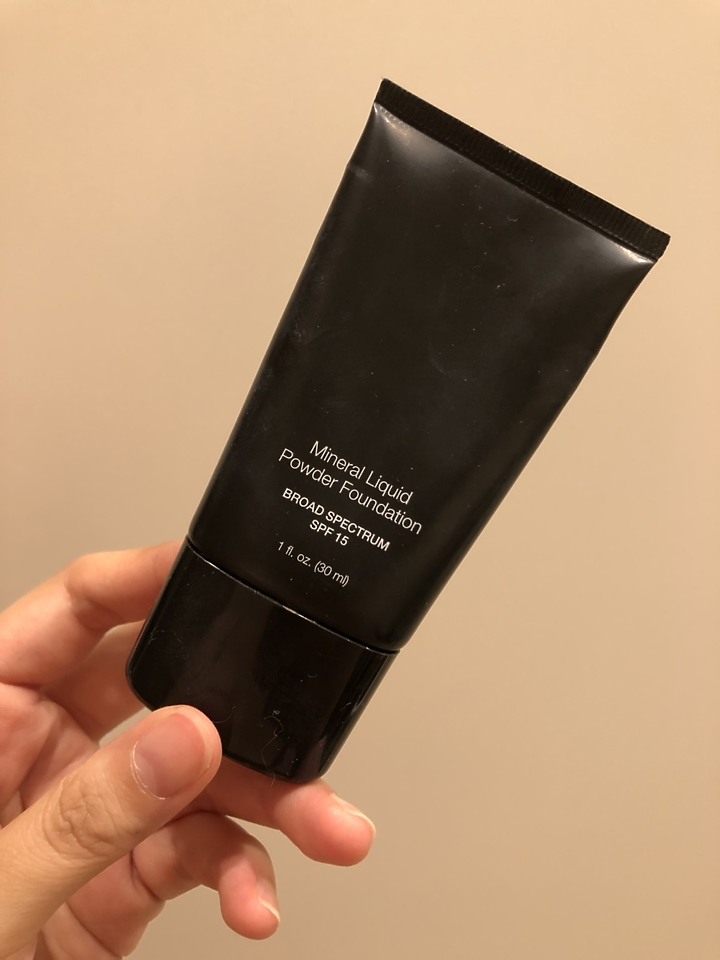 Mineral Liquid
Powder Foundation
BROAD SPECTRUM
SPF 15
1 fl. oz. (30 ml)